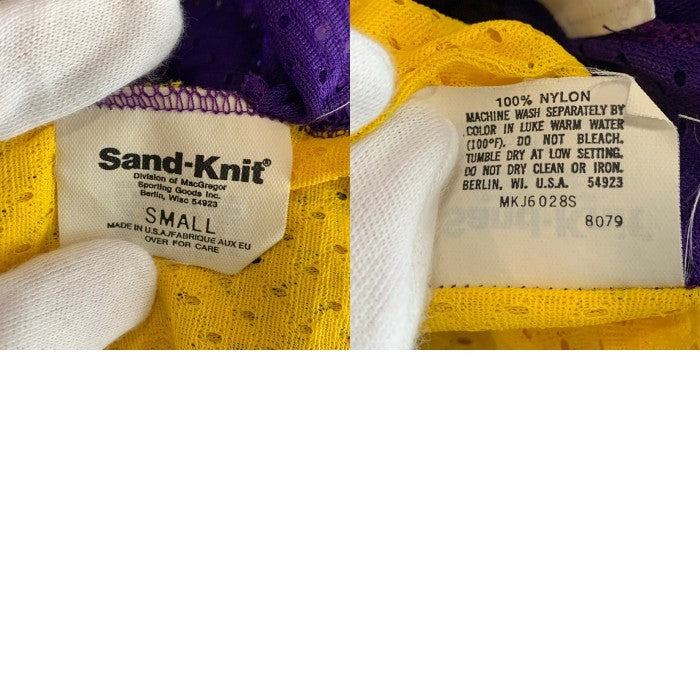 Sand-Knit®
Division of MacGregor
Sporting Goods Inc.
Berlin, Wisc 54923
SMALL
MADE IN U.S.A./FABRIQUE AUX EU
OVER FOR CARE
100% NYLON
MACHINE WASH SEPARATELY BY
COLOR IN LUKE WARM WATER
(100°F). DO NOT BLEACH.
TUMBLE DRY AT LOW SETTING.
DO NOT DRY CLEAN OR IRON.
BERLIN, WI. U.S.A. 54923
MKJ6028S
8079